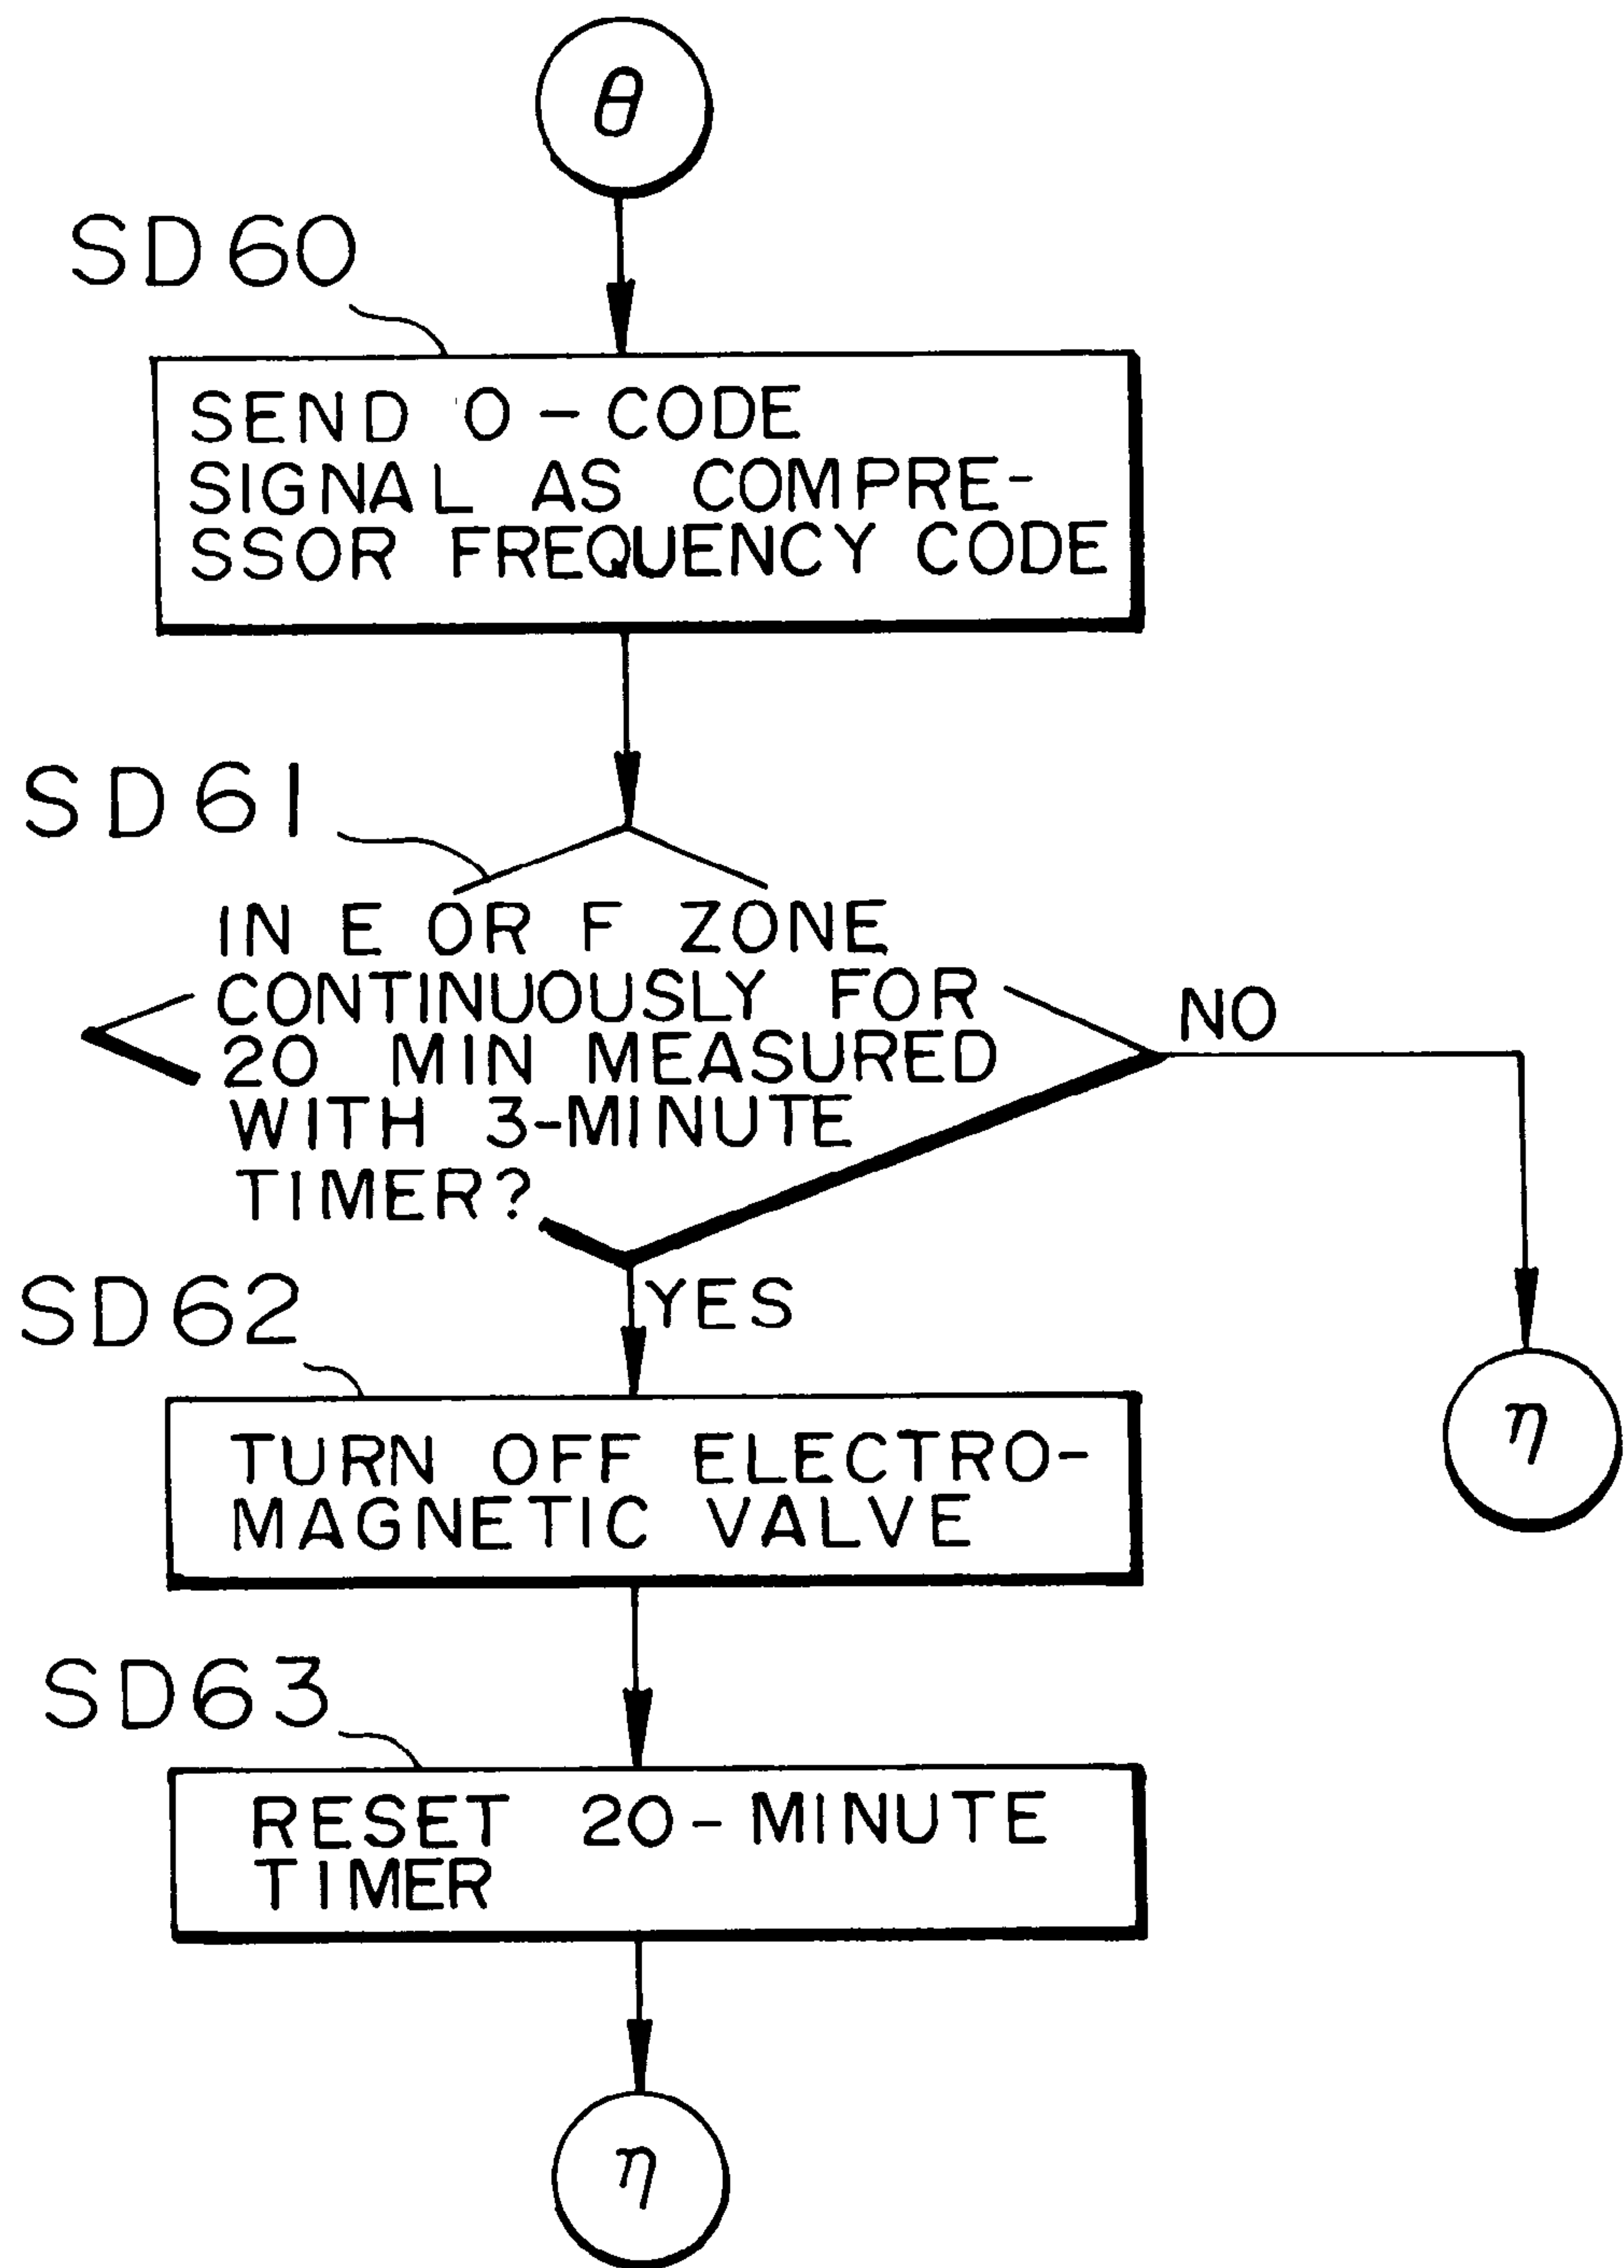 θ
SD60
SEND 0-CODE
SIGNAL AS COMPRE-
SSOR FREQUENCY CODE
SD61
IN E OR F ZONE
CONTINUOUSLY FOR
20 MIN MEASURED
WITH 3-MINUTE
TIMER?
NO
YES
SD62
TURN OFF ELECTRO-
MAGNETIC VALVE
η
SD63
RESET 20-MINUTE
TIMER
η